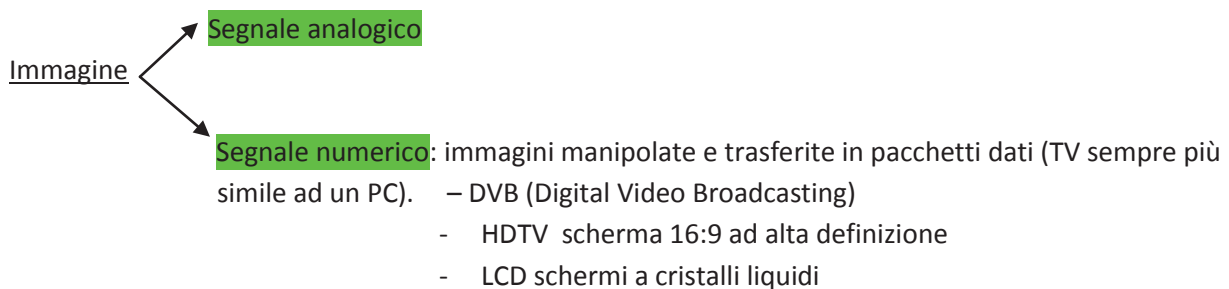 Segnale analogico
Immagine
Segnale numerico: immagini manipolate e trasferite in pacchetti dati (TV sempre più
simile ad un PC). – DVB (Digital Video Broadcasting)
- HDTV scherma 16:9 ad alta definizione
- LCD schermi a cristalli liquidi